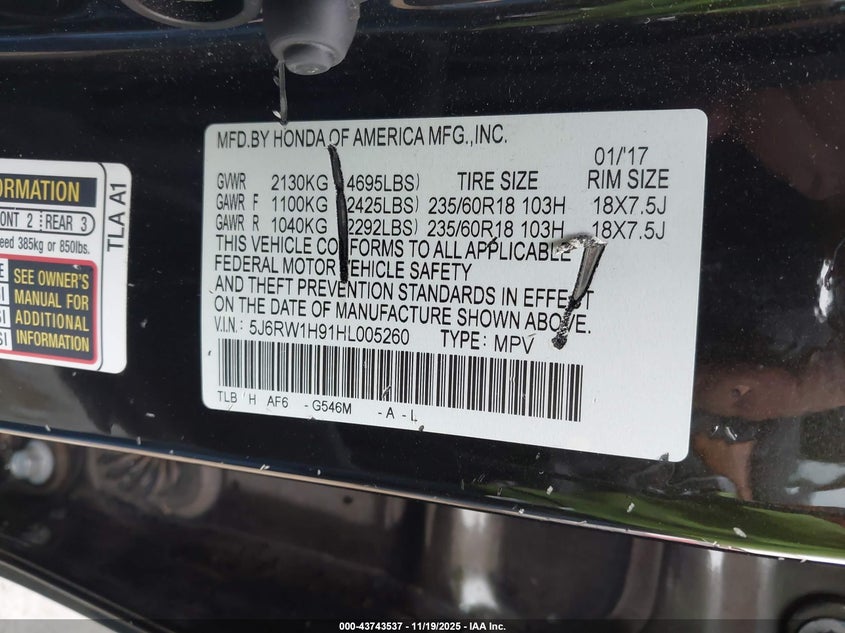 MFD.BY HONDA OF AMERICA MFG.,INC.
01/'17
GVWR 2130KG 4695LBS) TIRE SIZE RIM SIZE
GAWR F 1100KG 2425LBS) 235/60R18 103H 18X7.5J
GAWR R 1040KG 2292LBS) 235/60R18 103H 18X7.5J
THIS VEHICLE CONFORMS TO ALL APPLICABLE
FEDERAL MOTOR VEHICLE SAFETY
AND THEFT PREVENTION STANDARDS IN EFFECT
ON THE DATE OF MANUFACTURE SHOWN ABOVE.
V.I.N.: 5J6RW1H91HL005260 TYPE: MPV
TLB H AF6 - G546M - A - L
ORMATION
ONT 2 REAR 3
eed 385kg or 850lbs.
SEE OWNER'S
MANUAL FOR
ADDITIONAL
INFORMATION
TLA A1
000-43743537 - 11/19/2025 - IAA Inc.